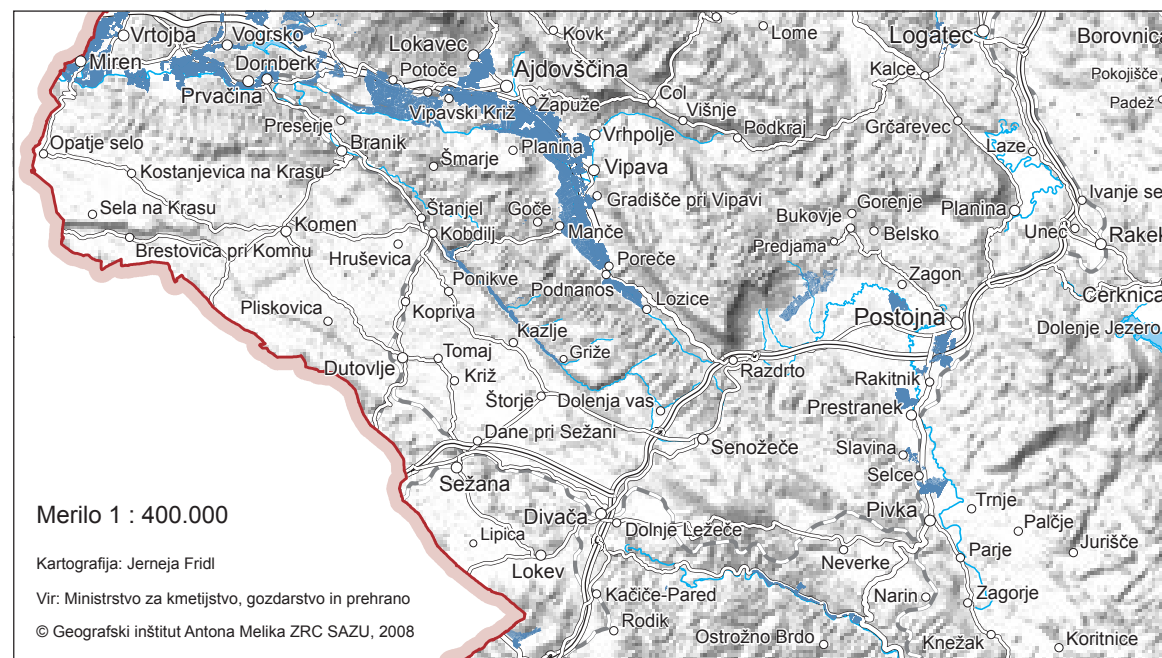 Vrtojba
Vogrsko
Lokavec
Kovk
Lome
Logatec
Borovnica
Miren
Dornberk
Potoče
Ajdovščina
Kalce
Pokojišče
Prvačina
Vipavski Križ
Žapuže
Col
Višnje
Padež
Preserje
Podkraj
Grčarevec
Opatje selo
Branik
Planina
Vrhpolje
Laze
Kostanjevica na Krasu
Šmarje
Vipava
Ivanje se
Sela na Krasu
Štanjel
Goče
Gradišče pri Vipavi
Bukovje
Gorenje
Planina
Komen
Kobdilj
Manče
Belsko
Unec
Rakek
Brestovica pri Komnu
Hruševica
Predjama
Poreče
Ponikve
Podnanos
Zagon
Cerknica
Pliskovica
Kopriva
Lozice
Postojna
Kazlje
Dolenje Jezero
Dutovlje
Tomaj
Griže
Razdrto
Križ
Rakitnik
Štorje
Dolenja vas
Prestranek
Dane pri Sežani
Senožeče
Slavina
Sežana
Selce
Merilo 1 : 400.000
Divača
Dolnje Ležeče
Pivka
Trnje
Palčje
Lipica
Jurišče
Kartografija: Jerneja Fridl
Lokev
Neverke
Parje
Vir: Ministrstvo za kmetijstvo, gozdarstvo in prehrano
Kačiče-Pared
Narin
Zagorje
© Geografski inštitut Antona Melika ZRC SAZU, 2008
Rodik
Ostrožno Brdo
Knežak
Koritnice